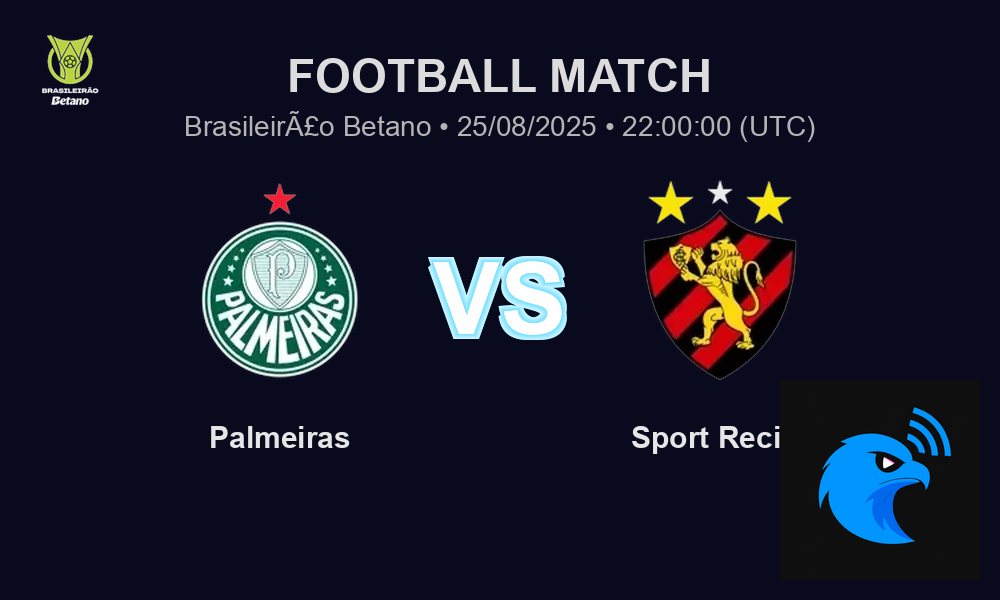 FOOTBALL MATCH
BRASILEIRÃO
Betano
BrasileirÃ£o Betano • 25/08/2025 • 22:00:00 (UTC)
P
PALMEIRAS
VS
Palmeiras
Sport Reci